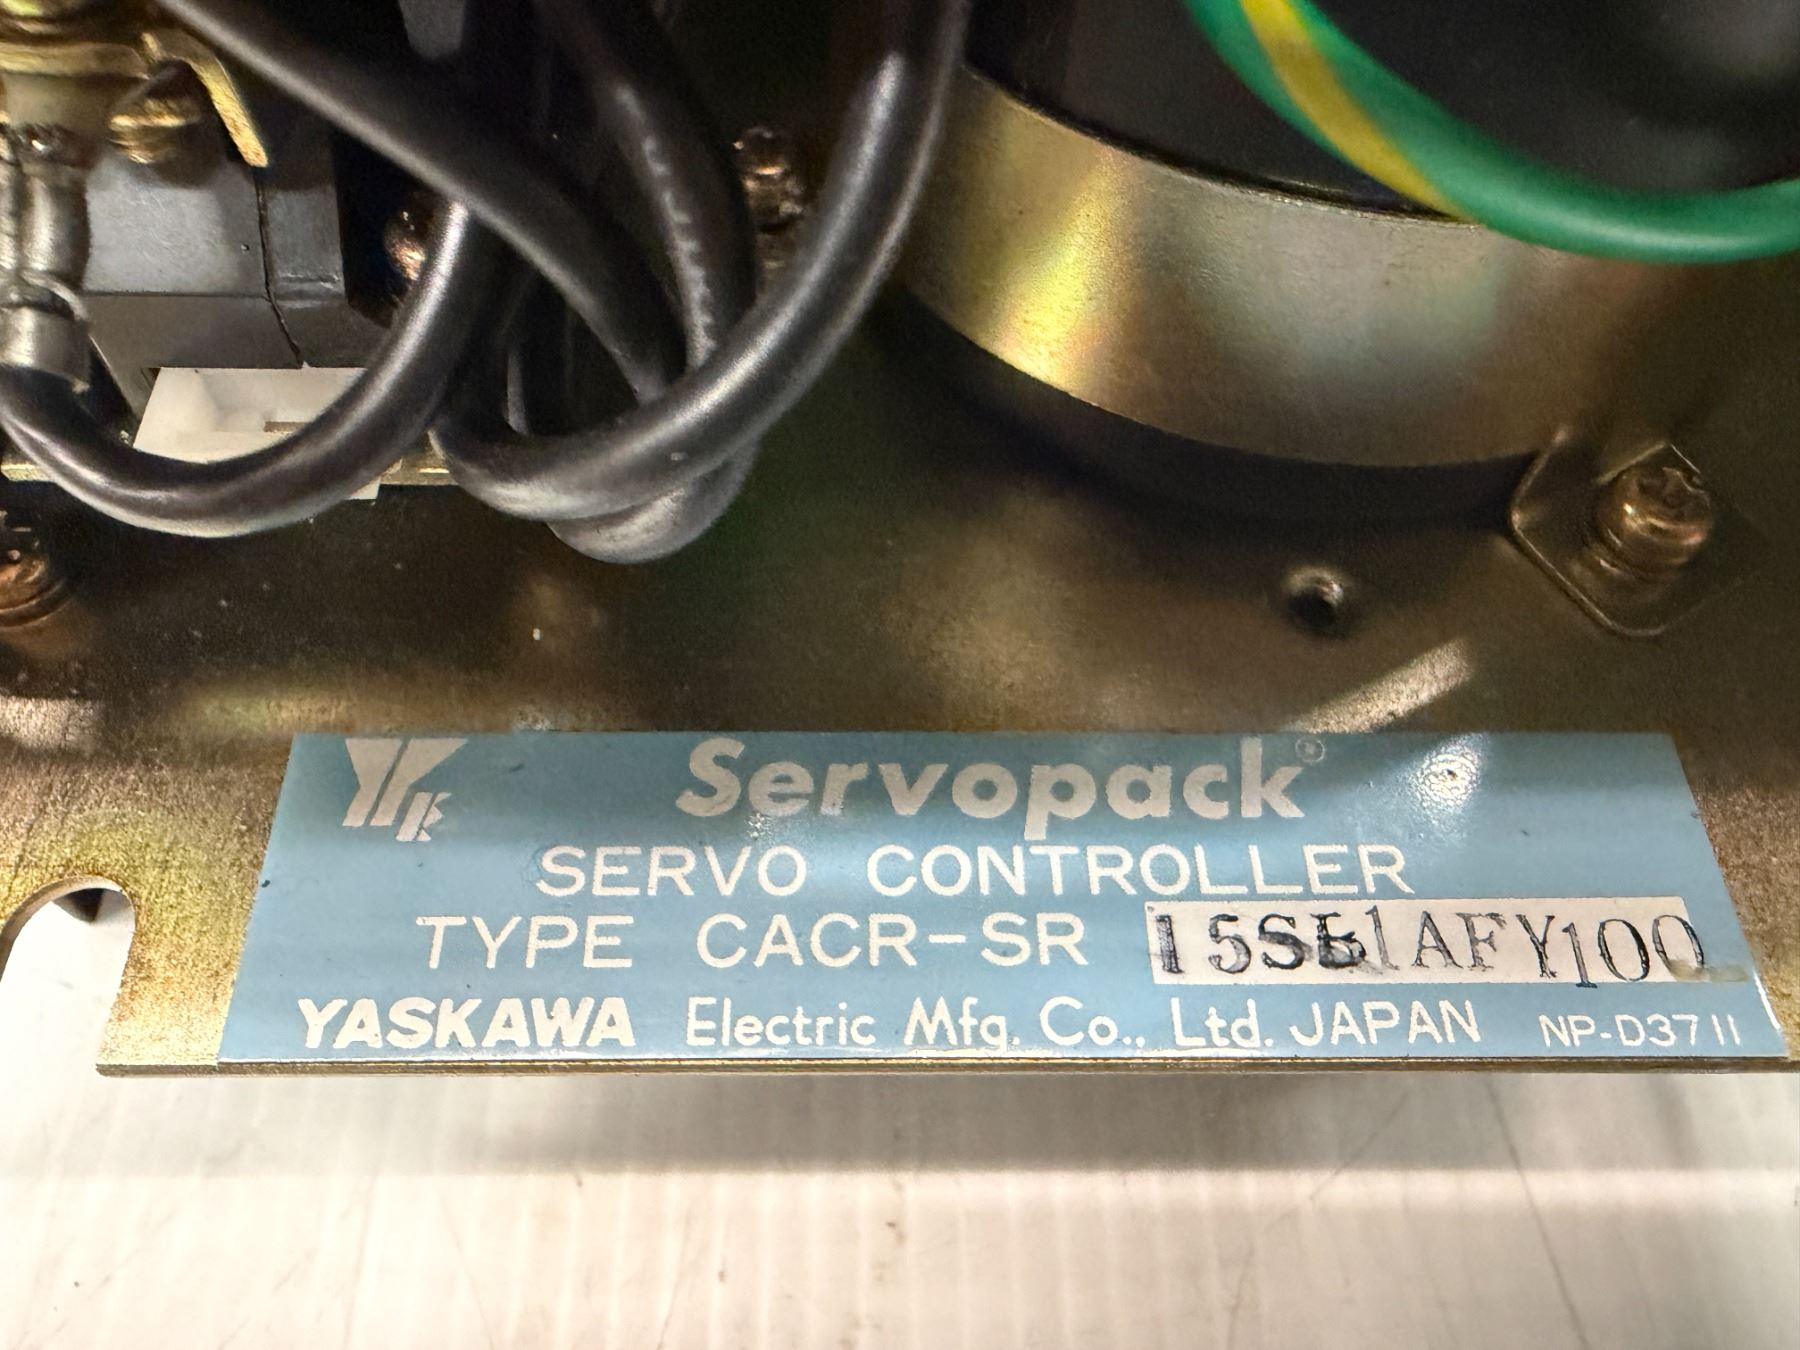 Servopack®
SERVO CONTROLLER
TYPE CACR-SR
YASKAWA Electric Mfg. Co., Ltd. JAPAN NP-D3711